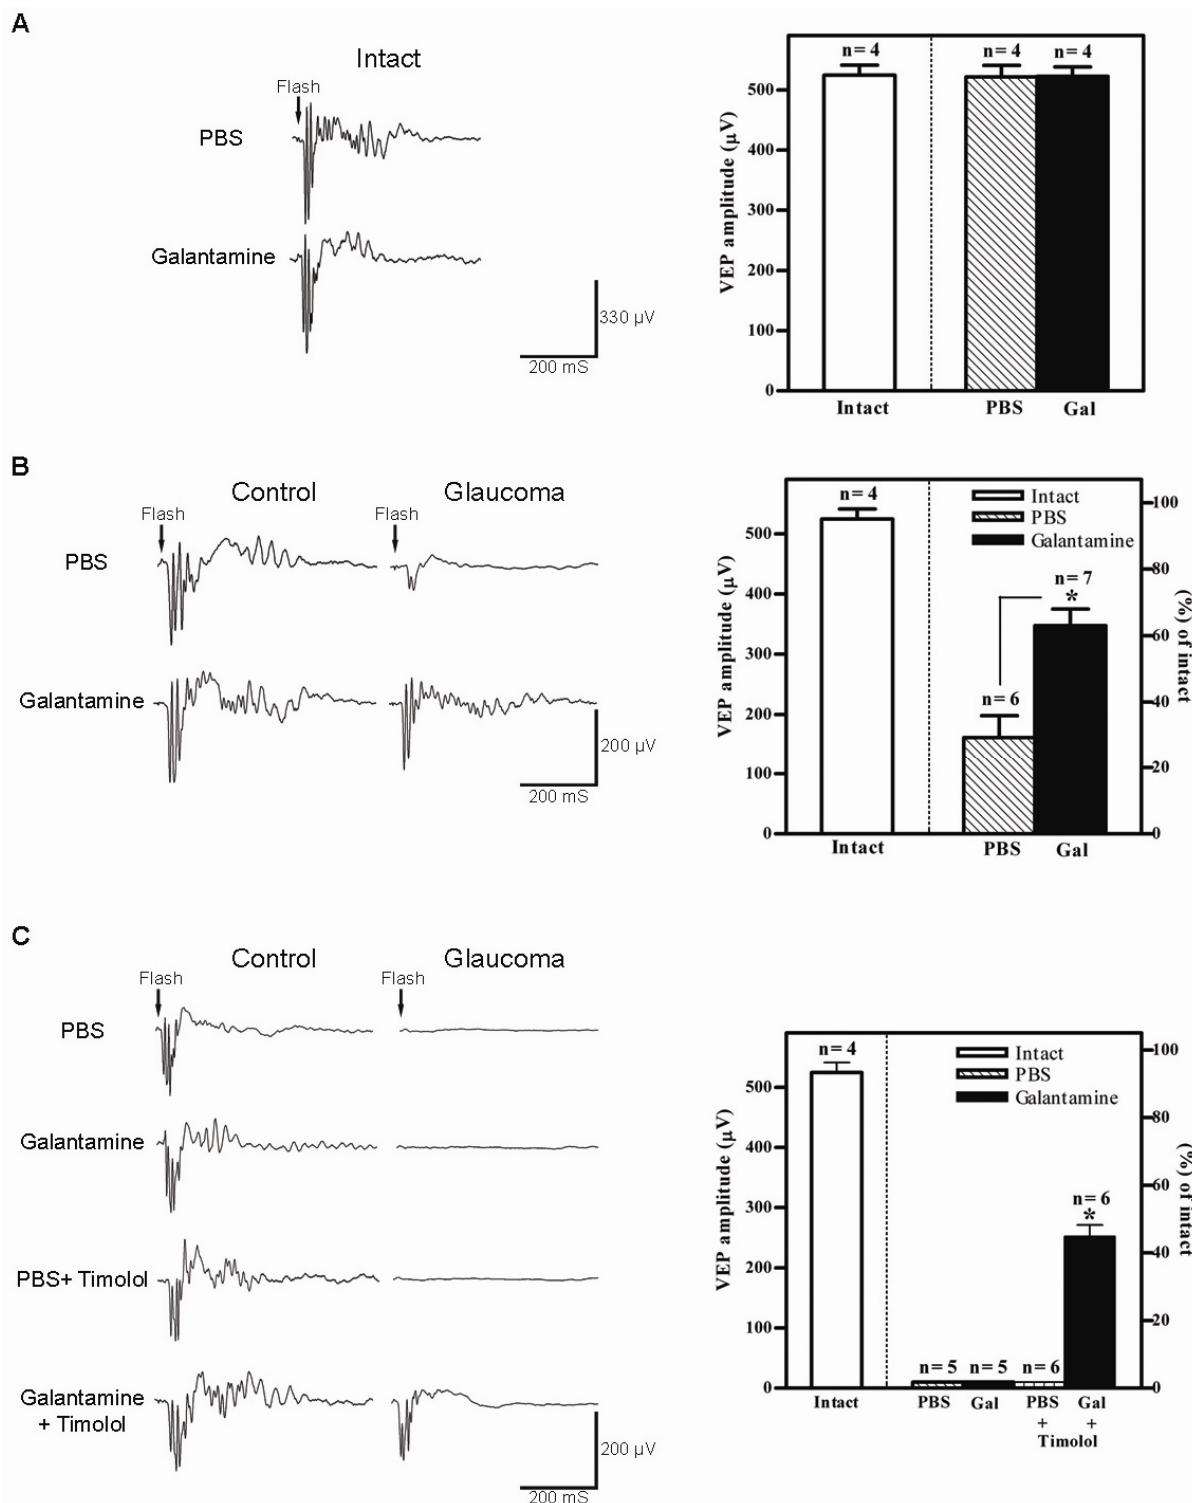 A
Intact
Flash
PBS
Galantamine
330 µV
200 mS
n= 4
n= 4
n= 4
VEP amplitude (µV)
500
400
300
200
100
0
Intact
PBS
Gal
B
Control
Glaucoma
Flash
Flash
PBS
Galantamine
200 µV
200 mS
n= 4
Intact
PBS
Galantamine
n= 7
*
n= 6
VEP amplitude (µV)
500
400
300
200
100
0
100
80
60
40
20
0
(%) of intact
Intact
PBS
Gal
C
Control
Glaucoma
Flash
Flash
PBS
Galantamine
PBS+ Timolol
Galantamine
+ Timolol
200 µV
200 mS
n= 4
Intact
PBS
Galantamine
n= 6
*
n= 5
n= 5
n= 6
VEP amplitude (µV)
500
400
300
200
100
0
100
80
60
40
20
0
(%) of intact
Intact
PBS
Gal
PBS
Gal
+
+
Timolol